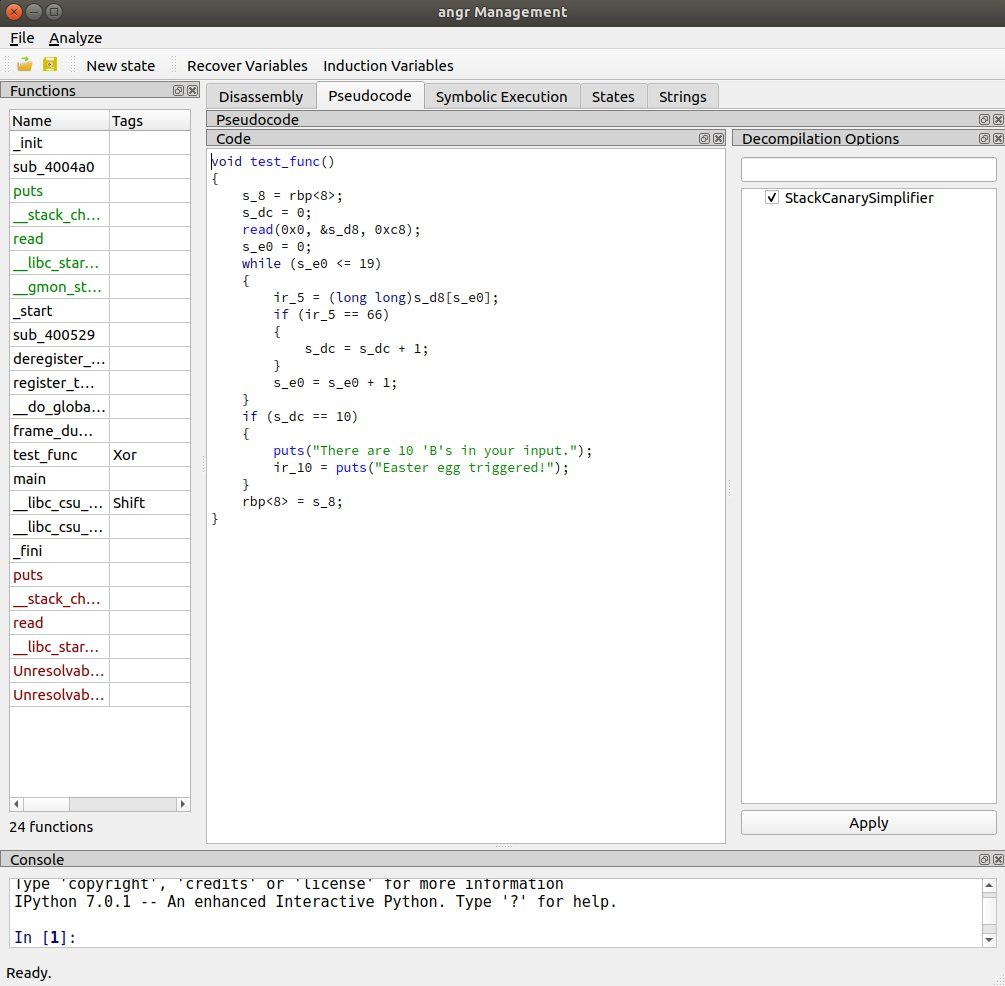 angr Management
File Analyze
New state Recover Variables Induction Variables
Functions
Name Tags
_init
sub_4004a0
puts
__stack_ch...
read
__libc_star...
__gmon_st...
_start
sub_400529
deregister_...
register_t...
__do_globa...
frame_du...
test_func Xor
main
__libc_csu_... Shift
__libc_csu_...
_fini
puts
__stack_ch...
read
__libc_star...
Unresolvab...
Unresolvab...
24 functions
Disassembly Pseudocode Symbolic Execution States Strings
Pseudocode
Code
void test_func()
{
    s_8 = rbp<8>;
    s_dc = 0;
    read(0x0, &s_d8, 0xc8);
    s_e0 = 0;
    while (s_e0 <= 19)
    {
        ir_5 = (long long)s_d8[s_e0];
        if (ir_5 == 66)
        {
            s_dc = s_dc + 1;
        }
        s_e0 = s_e0 + 1;
    }
    if (s_dc == 10)
    {
        puts("There are 10 'B's in your input.");
        ir_10 = puts("Easter egg triggered!");
    }
    rbp<8> = s_8;
}
Decompilation Options
StackCanarySimplifier
Apply
Console
Type 'copyright', 'credits' or 'license' for more information
IPython 7.0.1 -- An enhanced Interactive Python. Type '?' for help.
In [1]:
Ready.